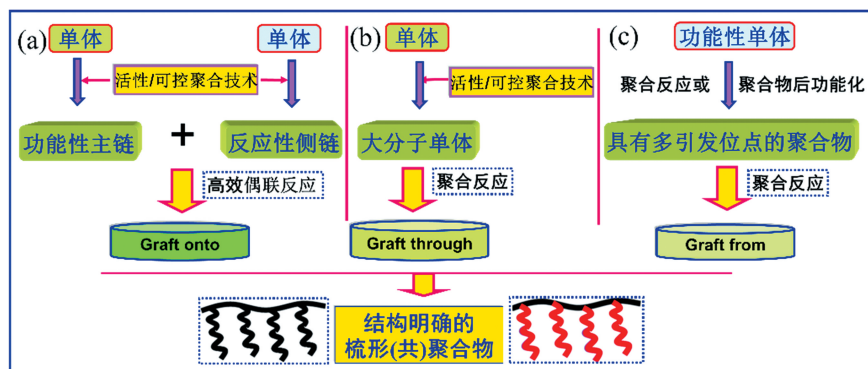 (a)
单体
单体
活性/可控聚合技术
功能性主链
+
反应性侧链
高效偶联反应
Graft onto
(b)
单体
活性/可控聚合技术
大分子单体
聚合反应
Graft through
(c)
功能性单体
聚合反应或
聚合物后功能化
具有多引发位点的聚合物
聚合反应
Graft from
结构明确的
梳形(共)聚合物